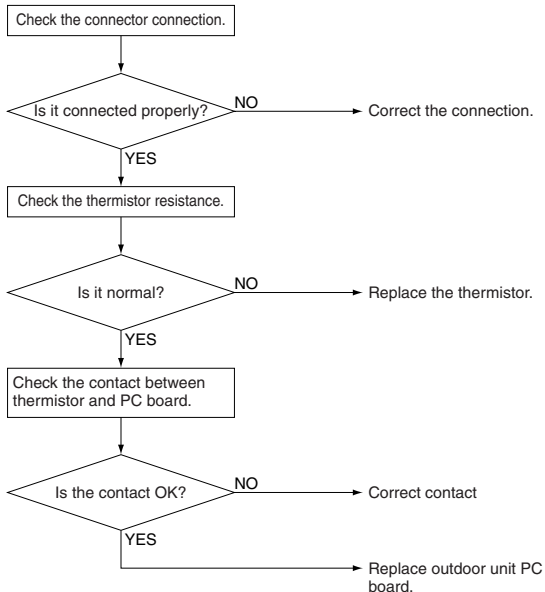 Check the connector connection.
Is it connected properly?
NO
Correct the connection.
YES
Check the thermistor resistance.
Is it normal?
NO
Replace the thermistor.
YES
Check the contact between
thermistor and PC board.
Is the contact OK?
NO
Correct contact
YES
Replace outdoor unit PC
board.